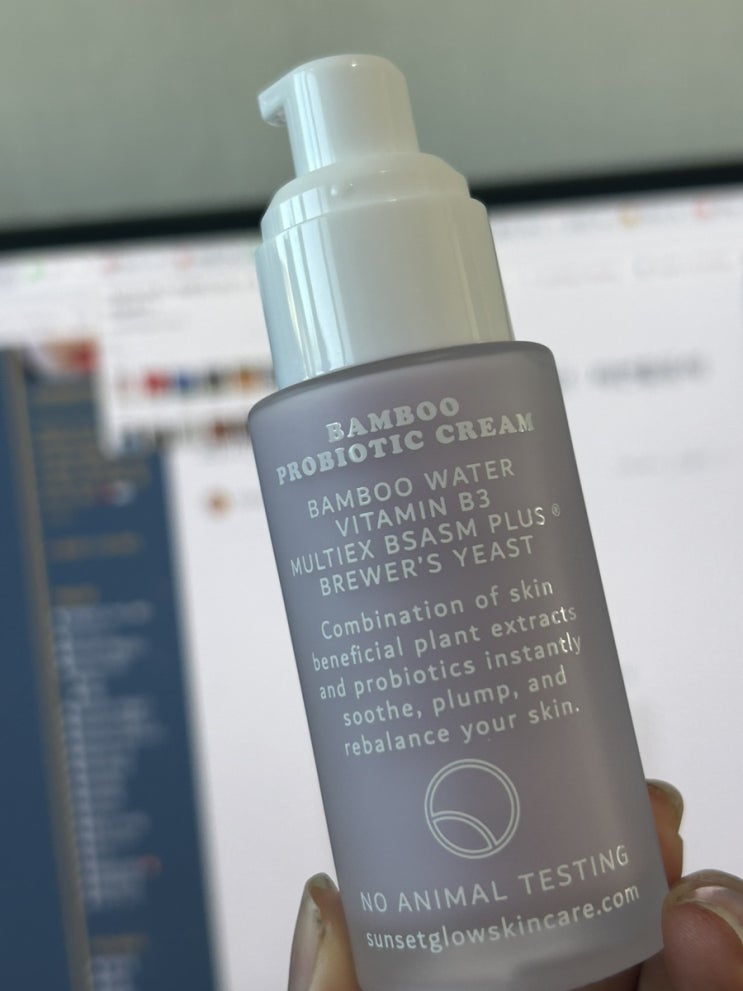 BAMBOO
PROBIOTIC CREAM
BAMBOO WATER
VITAMIN B3
MULTIEX BSASM PLUS®
BREWER'S YEAST
Combination of skin
beneficial plant extracts
and probiotics instantly
soothe, plump, and
rebalance your skin.
NO ANIMAL TESTING
sunsetglowskincare.com